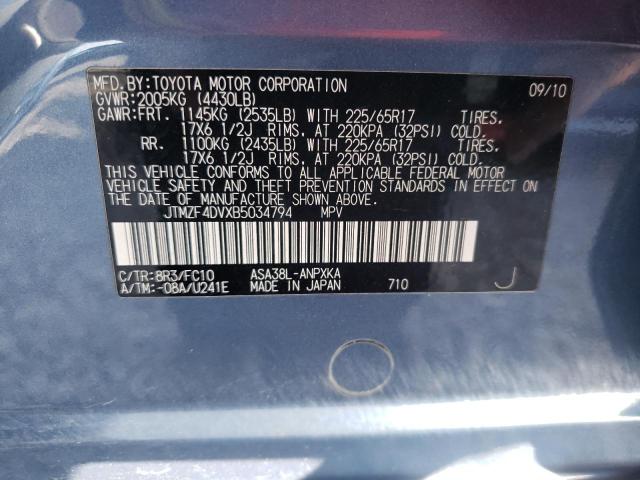 MFD.BY:TOYOTA MOTOR CORPORATION 09/10
GVWR:2005KG (4430LB)
GAWR:FRT. 1145KG (2535LB) WITH 225/65R17 TIRES.
17X6 1/2J RIMS. AT 220KPA (32PSI) COLD.
RR. 1100KG (2435LB) WITH 225/65R17 TIRES.
17X6 1/2J RIMS. AT 220KPA (32PSI) COLD.
THIS VEHICLE CONFORMS TO ALL APPLICABLE FEDERAL MOTOR
VEHICLE SAFETY AND THEFT PREVENTION STANDARDS IN EFFECT ON
THE DATE OF MANUFACTURE SHOWN ABOVE.
JTMZF4DVXB5034794 MPV
C/TR:8R3/FC10 ASA38L-ANPXKA
A/TM:-08A/U241E MADE IN JAPAN 710 J